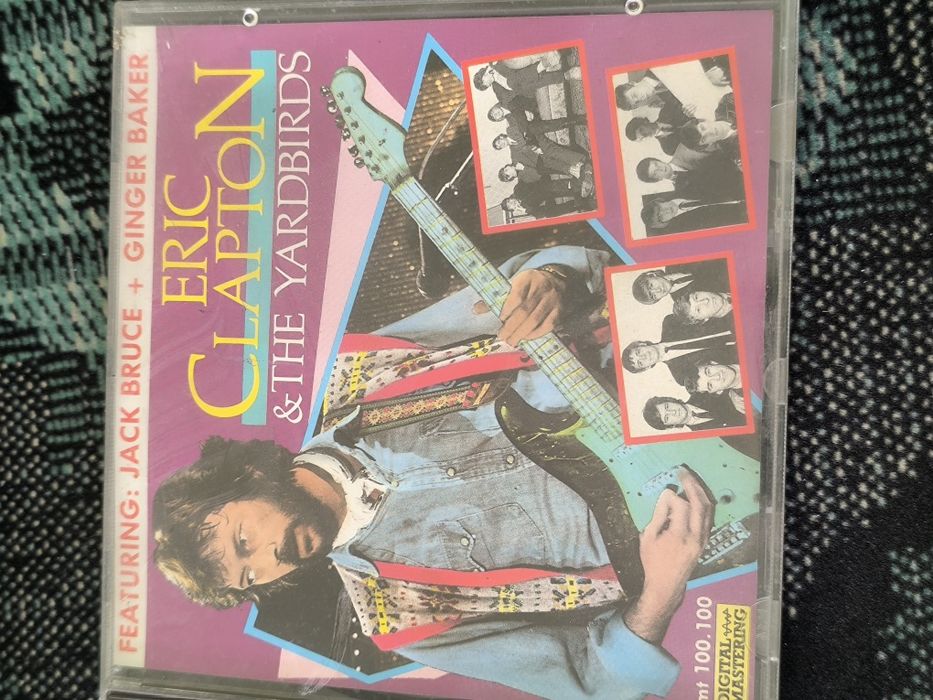 FEATURING: JACK BRUCE + GINGER BAKER
ERIC
CLAPTON
& THE YARDBIRDS
nt 100.100
DIGITAL
MASTERING